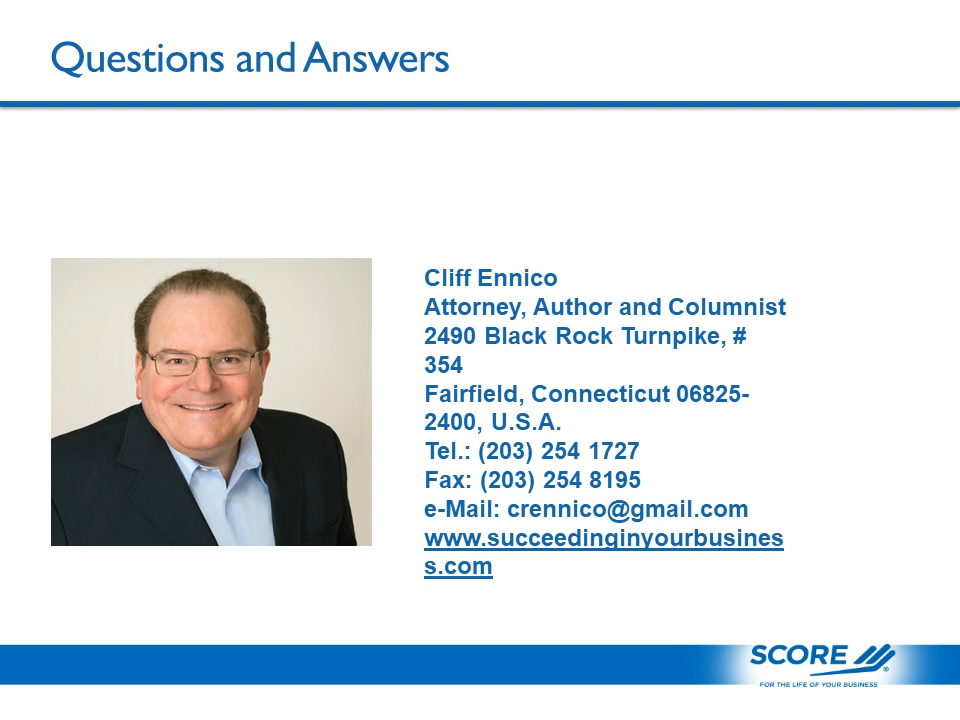 Questions and Answers
Cliff Ennico
Attorney, Author and Columnist
2490 Black Rock Turnpike, #
354
Fairfield, Connecticut 06825-
2400, U.S.A.
Tel.: (203) 254 1727
Fax: (203) 254 8195
e-Mail: crennico@gmail.com
www.succeedinginyourbusines
s.com
SCORE ®
FOR THE LIFE OF YOUR BUSINESS